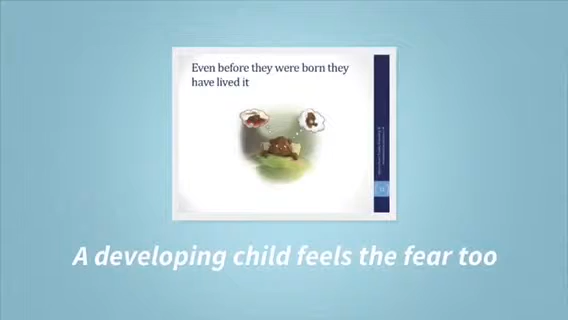 Even before they were born they
have lived it
A developing child feels the fear too